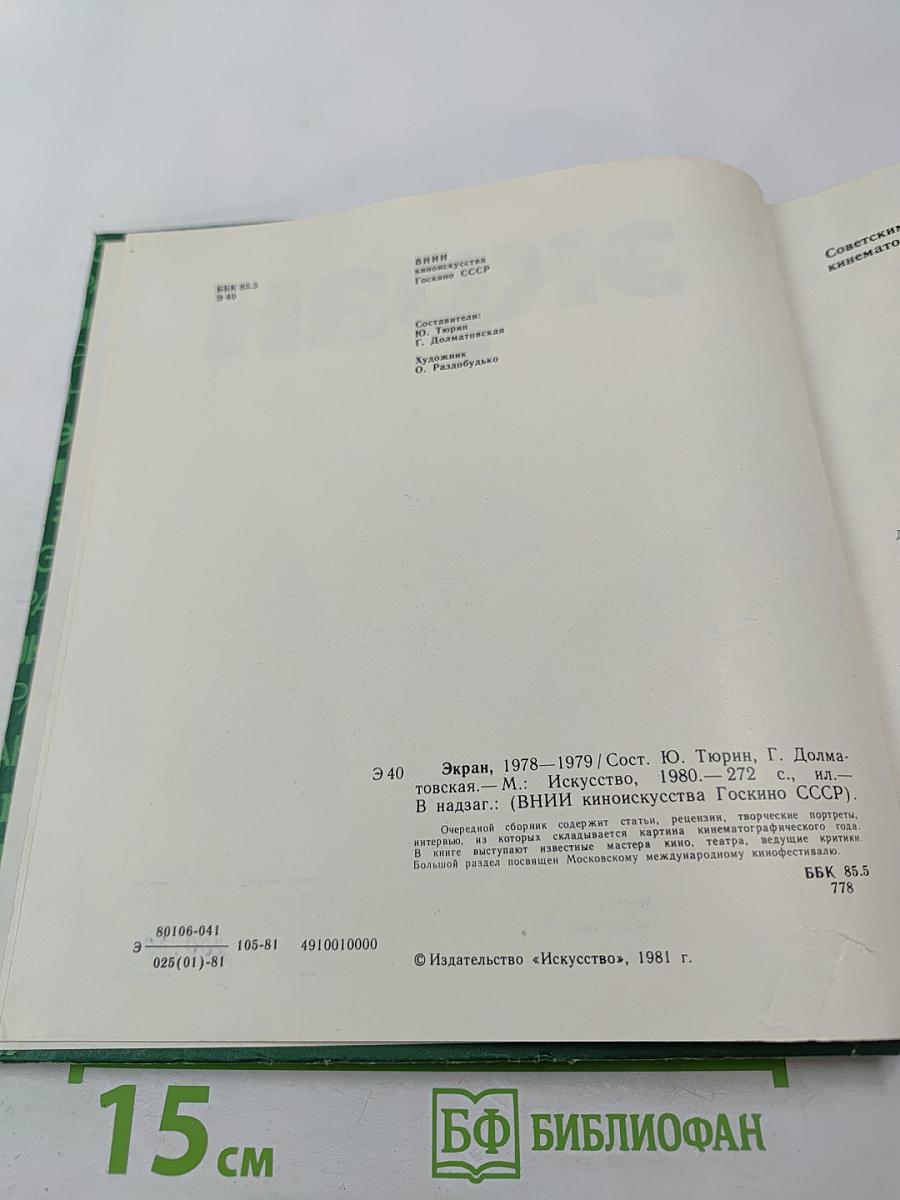 ББК 85.5
Э 40
ВНИИ
киноискусства
Госкино СССР
Составители:
Ю. Тюрин
Г. Долматовская
Художник
О. Раздобудько
Советским
кинемато
Э 40
Экран, 1978—1979 / Сост. Ю. Тюрин, Г. Долма-
товская.— М.: Искусство, 1980.— 272 с., ил.—
В надзаг.: (ВНИИ киноискусства Госкино СССР).
Очередной сборник содержит статьи, рецензии, творческие портреты,
интервью, из которых складывается картина кинематографического года.
В книге выступают известные мастера кино, театра, ведущие критики.
Большой раздел посвящен Московскому международному кинофестивалю.
ББК 85.5
778
Э 80106-041
025(01)-81 105-81 4910010000
© Издательство «Искусство», 1981 г.
15 см
БФ БИБЛИОФАН